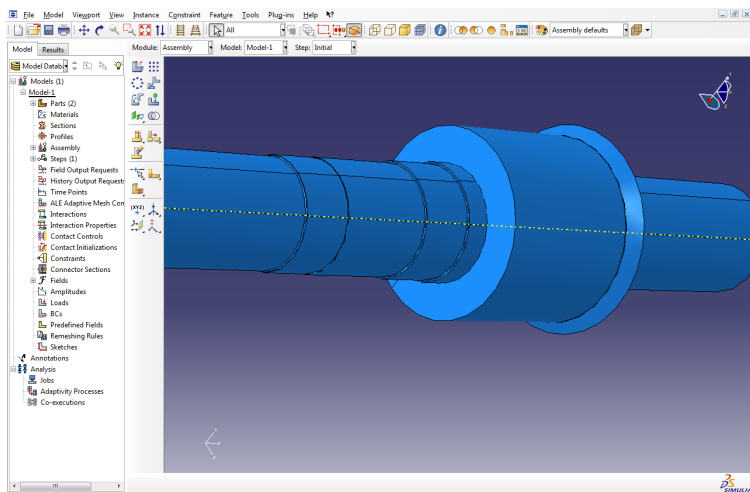 File Model Viewport View Instance Constraint Feature Tools Plug-ins Help
All
Assembly defaults
Model Results
Module: Assembly Model: Model-1 Step: Initial
Model Datab
Models (1)
Model-1
Parts (2)
Materials
Sections
Profiles
Assembly
Steps (1)
Field Output Requests
History Output Requests
Time Points
ALE Adaptive Mesh Con
Interactions
Interaction Properties
Contact Controls
Contact Initializations
Constraints
Connector Sections
Fields
Amplitudes
Loads
BCs
Predefined Fields
Remeshing Rules
Sketches
Annotations
Analysis
Jobs
Adaptivity Processes
Co-executions
(XYZ)
Y
Z
X
Z
SIMULI